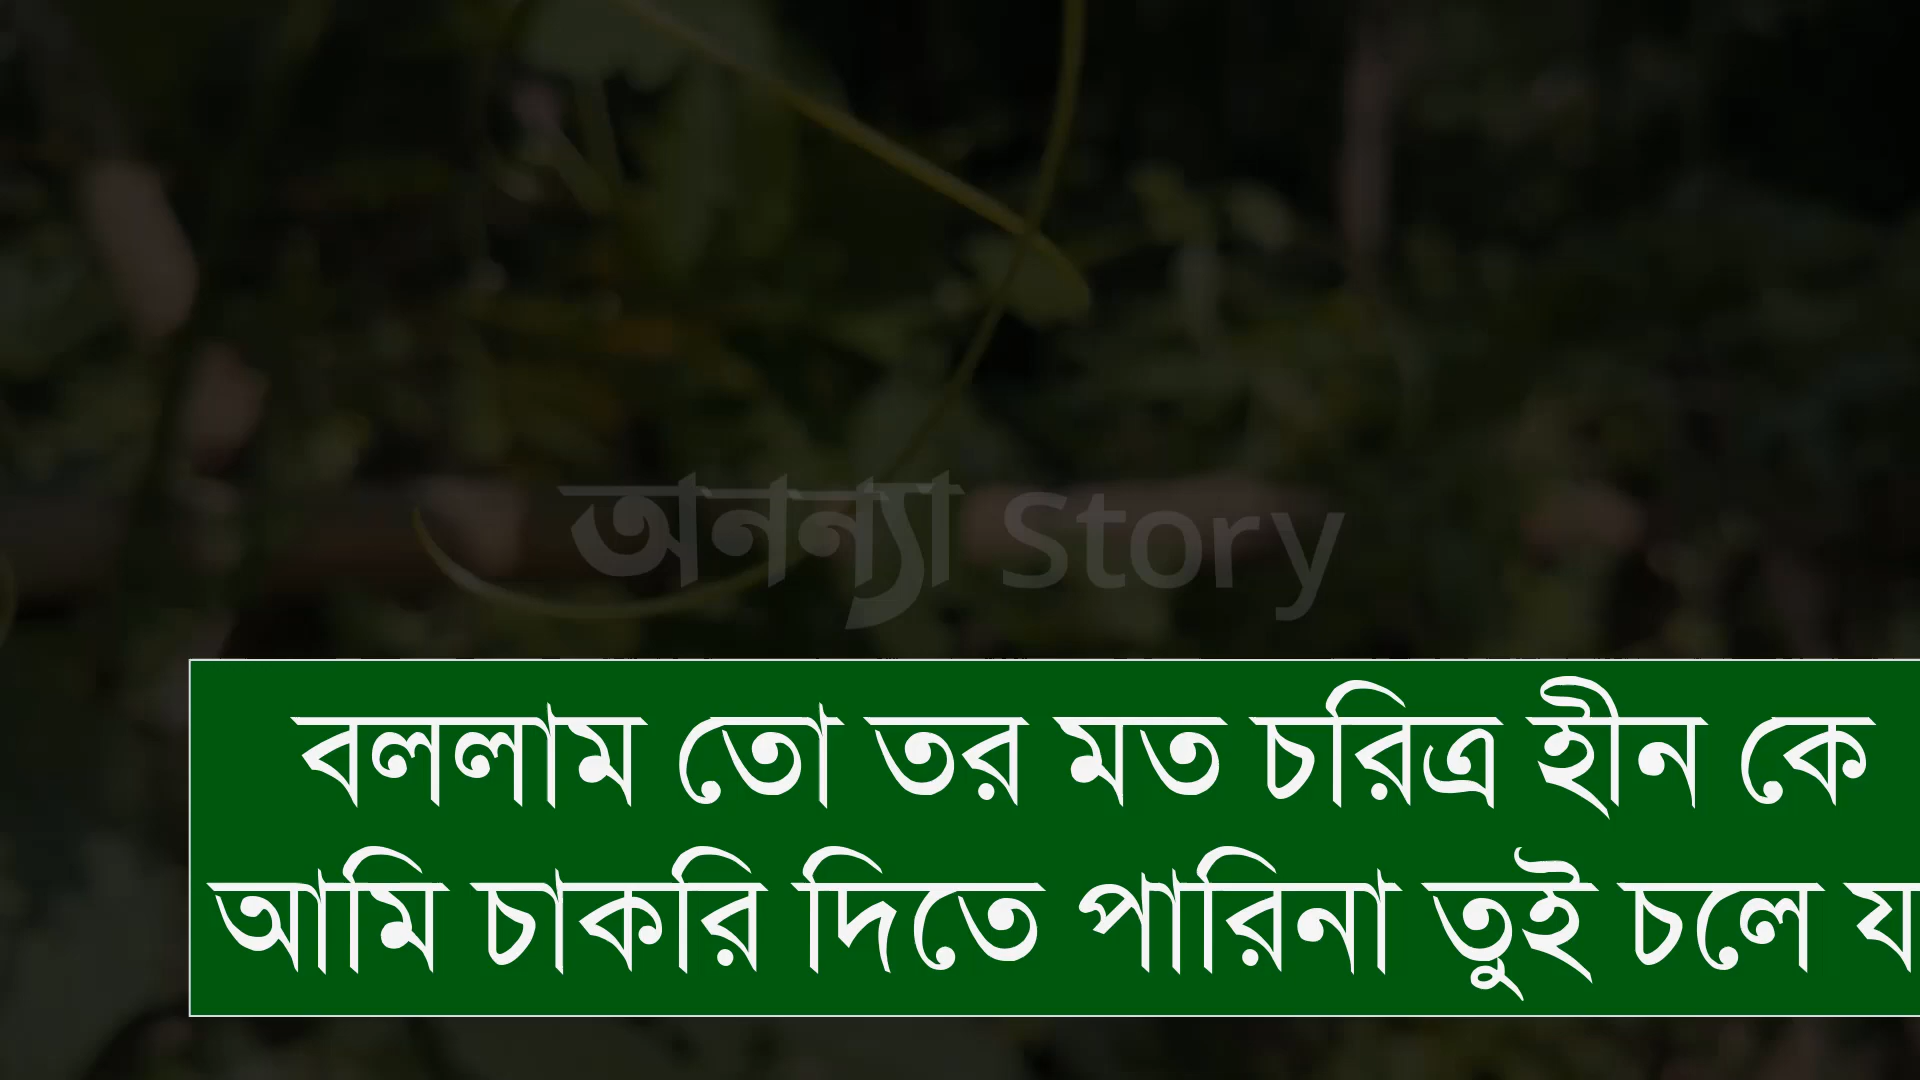 অনন্যা Story
বললাম তো তর মত চরিত্র হীন কে
আমি চাকরি দিতে পারিনা তুই চলে